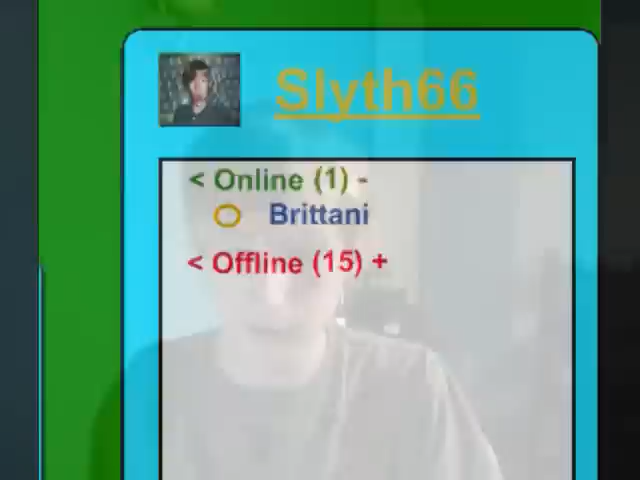 Slyth66
< Online (1) -
Brittani
< Offline (15) +